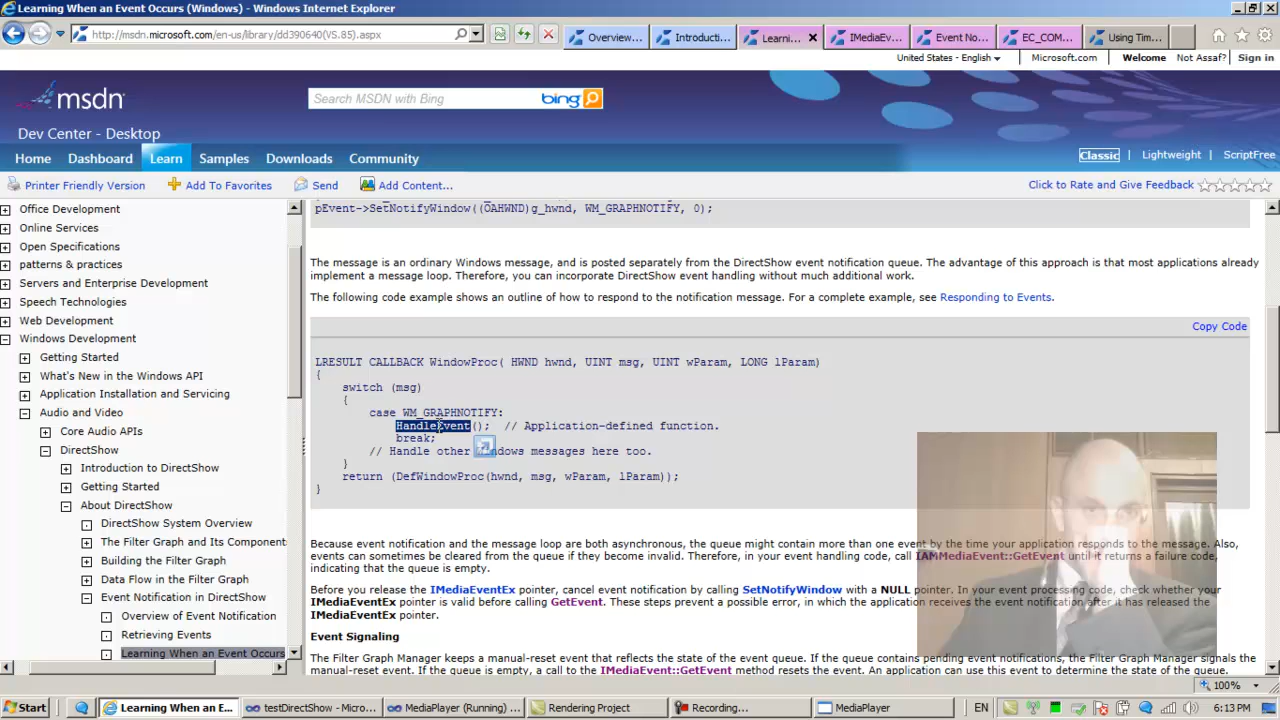 Learning When an Event Occurs (Windows) - Windows Internet Explorer
http://msdn.microsoft.com/en-us/library/dd390640(VS.85).aspx
Overview... Introducti... Learni... IMediaEv... Event No... EC_COM... Using Tim...
United States - English Microsoft.com Welcome Not Assaf? Sign in
msdn
Search MSDN with Bing bing
Dev Center - Desktop
Home Dashboard Learn Samples Downloads Community
Classic | Lightweight | ScriptFree
Printer Friendly Version Add To Favorites Send Add Content...
Click to Rate and Give Feedback
Office Development
Online Services
Open Specifications
patterns & practices
Servers and Enterprise Development
Speech Technologies
Web Development
Windows Development
Getting Started
What's New in the Windows API
Application Installation and Servicing
Audio and Video
Core Audio APIs
DirectShow
Introduction to DirectShow
Getting Started
About DirectShow
DirectShow System Overview
The Filter Graph and Its Component
Building the Filter Graph
Data Flow in the Filter Graph
Event Notification in DirectShow
Overview of Event Notification
Retrieving Events
Learning When an Event Occurs
pEvent->SetNotifyWindow((OAHWND)g_hwnd, WM_GRAPHNOTIFY, 0);
The message is an ordinary Windows message, and is posted separately from the DirectShow event notification queue. The advantage of this approach is that most applications already
implement a message loop. Therefore, you can incorporate DirectShow event handling without much additional work.
The following code example shows an outline of how to respond to the notification message. For a complete example, see Responding to Events.
Copy Code
LRESULT CALLBACK WindowProc( HWND hwnd, UINT msg, UINT wParam, LONG lParam)
{
switch (msg)
{
case WM_GRAPHNOTIFY:
HandleEvent(); // Application-defined function.
break;
// Handle other Windows messages here too.
}
return (DefWindowProc(hwnd, msg, wParam, lParam));
}
Because event notification and the message loop are both asynchronous, the queue might contain more than one event by the time your application responds to the message. Also,
events can sometimes be cleared from the queue if they become invalid. Therefore, in your event handling code, call IAMMediaEvent::GetEvent until it returns a failure code,
indicating that the queue is empty.
Before you release the IMediaEventEx pointer, cancel event notification by calling SetNotifyWindow with a NULL pointer. In your event processing code, check whether your
IMediaEventEx pointer is valid before calling GetEvent. These steps prevent a possible error, in which the application receives the event notification after it has released the
IMediaEventEx pointer.
Event Signaling
The Filter Graph Manager keeps a manual-reset event that reflects the state of the event queue. If the queue contains pending event notifications, the Filter Graph Manager signals the
manual-reset event. If the queue is empty, a call to the IMediaEvent::GetEvent method resets the event. An application can use this event to determine the state of the queue.
100%
Start Learning When an E... testDirectShow - Micros... MediaPlayer (Running) ... Rendering Project Recording... MediaPlayer EN 6:13 PM